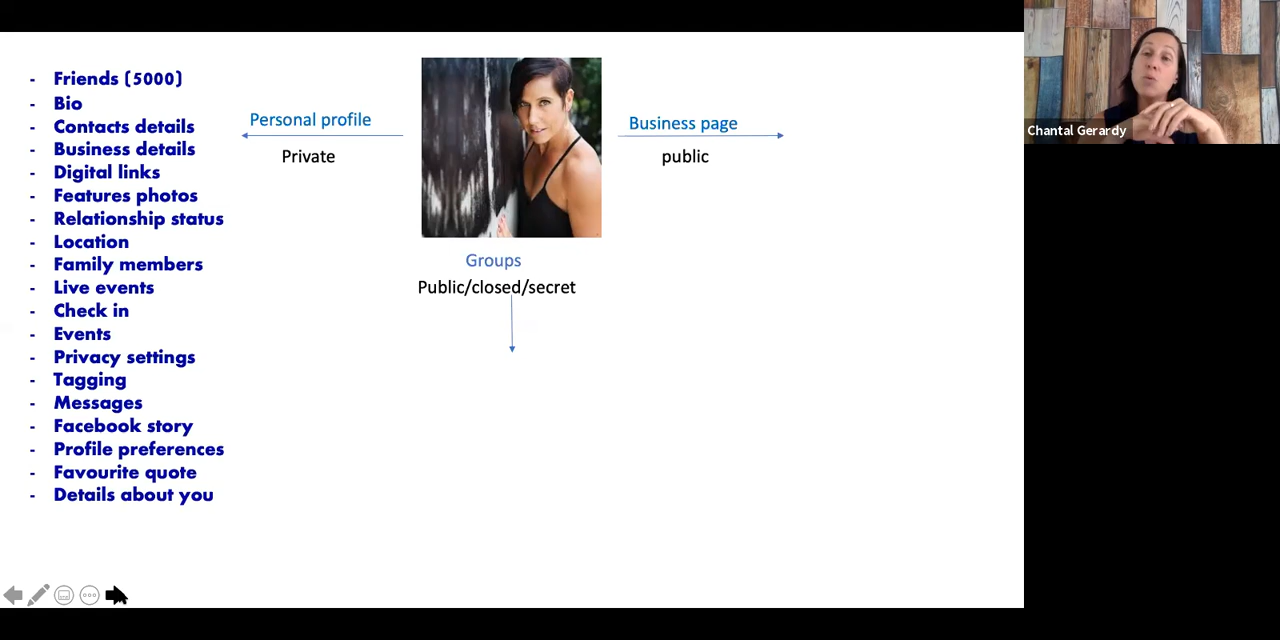 - Friends (5000)
- Bio
- Contacts details
- Business details
- Digital links
- Features photos
- Relationship status
- Location
- Family members
- Live events
- Check in
- Events
- Privacy settings
- Tagging
- Messages
- Facebook story
- Profile preferences
- Favourite quote
- Details about you
Personal profile
Private
Groups
Public/closed/secret
Business page
public
Chantal Gerardy